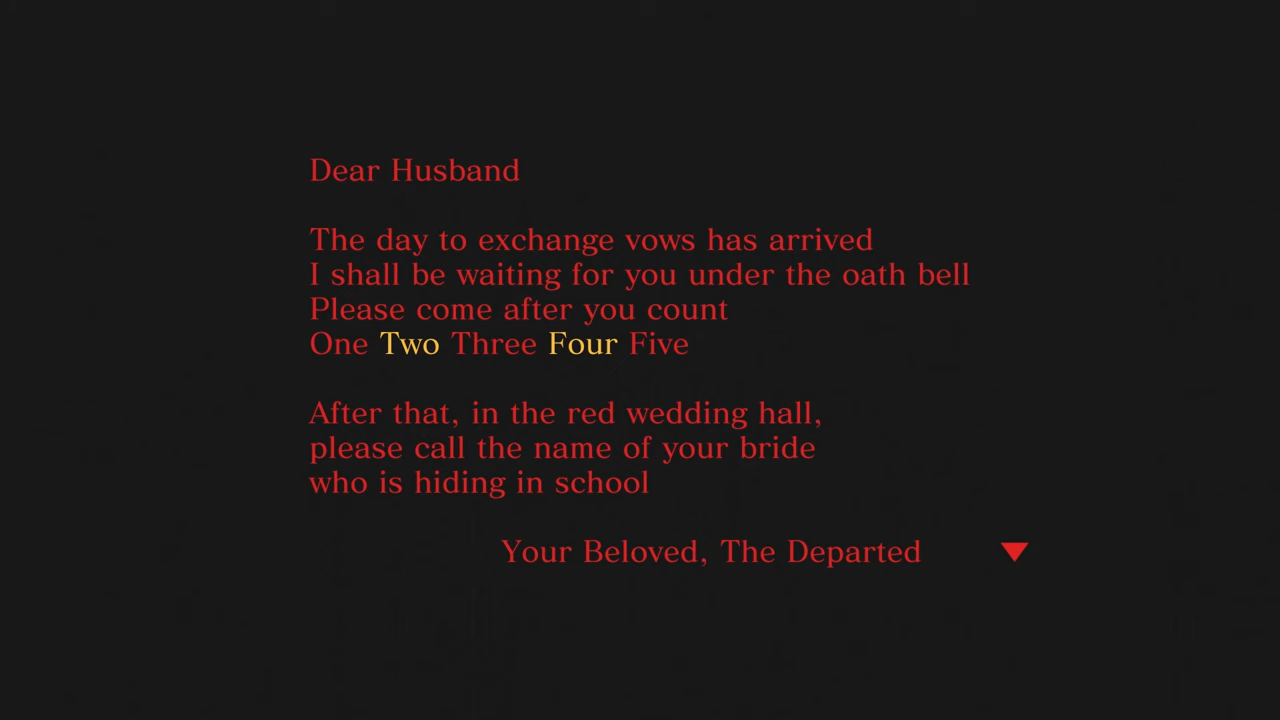 Dear Husband
The day to exchange vows has arrived
I shall be waiting for you under the oath bell
Please come after you count
One Two Three Four Five
After that, in the red wedding hall,
please call the name of your bride
who is hiding in school
Your Beloved, The Departed